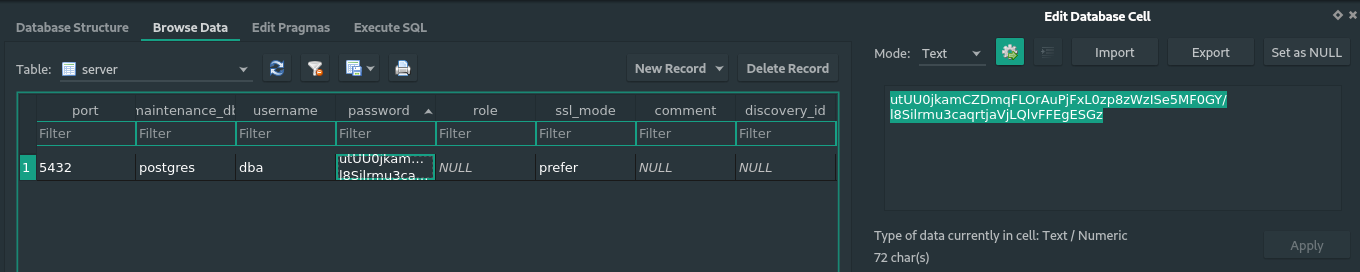 Edit Database Cell
Database Structure Browse Data Edit Pragmas Execute SQL
Mode: Text Import Export Set as NULL
Table: server New Record Delete Record
port maintenance_db username password role ssl_mode comment discovery_id
Filter Filter Filter Filter Filter Filter Filter Filter
1 5432 postgres dba utUU0jkam... NULL prefer NULL NULL
l8Silrmu3ca...
utUU0jkamCZDmqFLOrAuPjFxL0zp8zWzISe5MF0GY/
l8Silrmu3caqrtjaVjLQlvFFEgESGz
Type of data currently in cell: Text / Numeric
72 char(s)
Apply